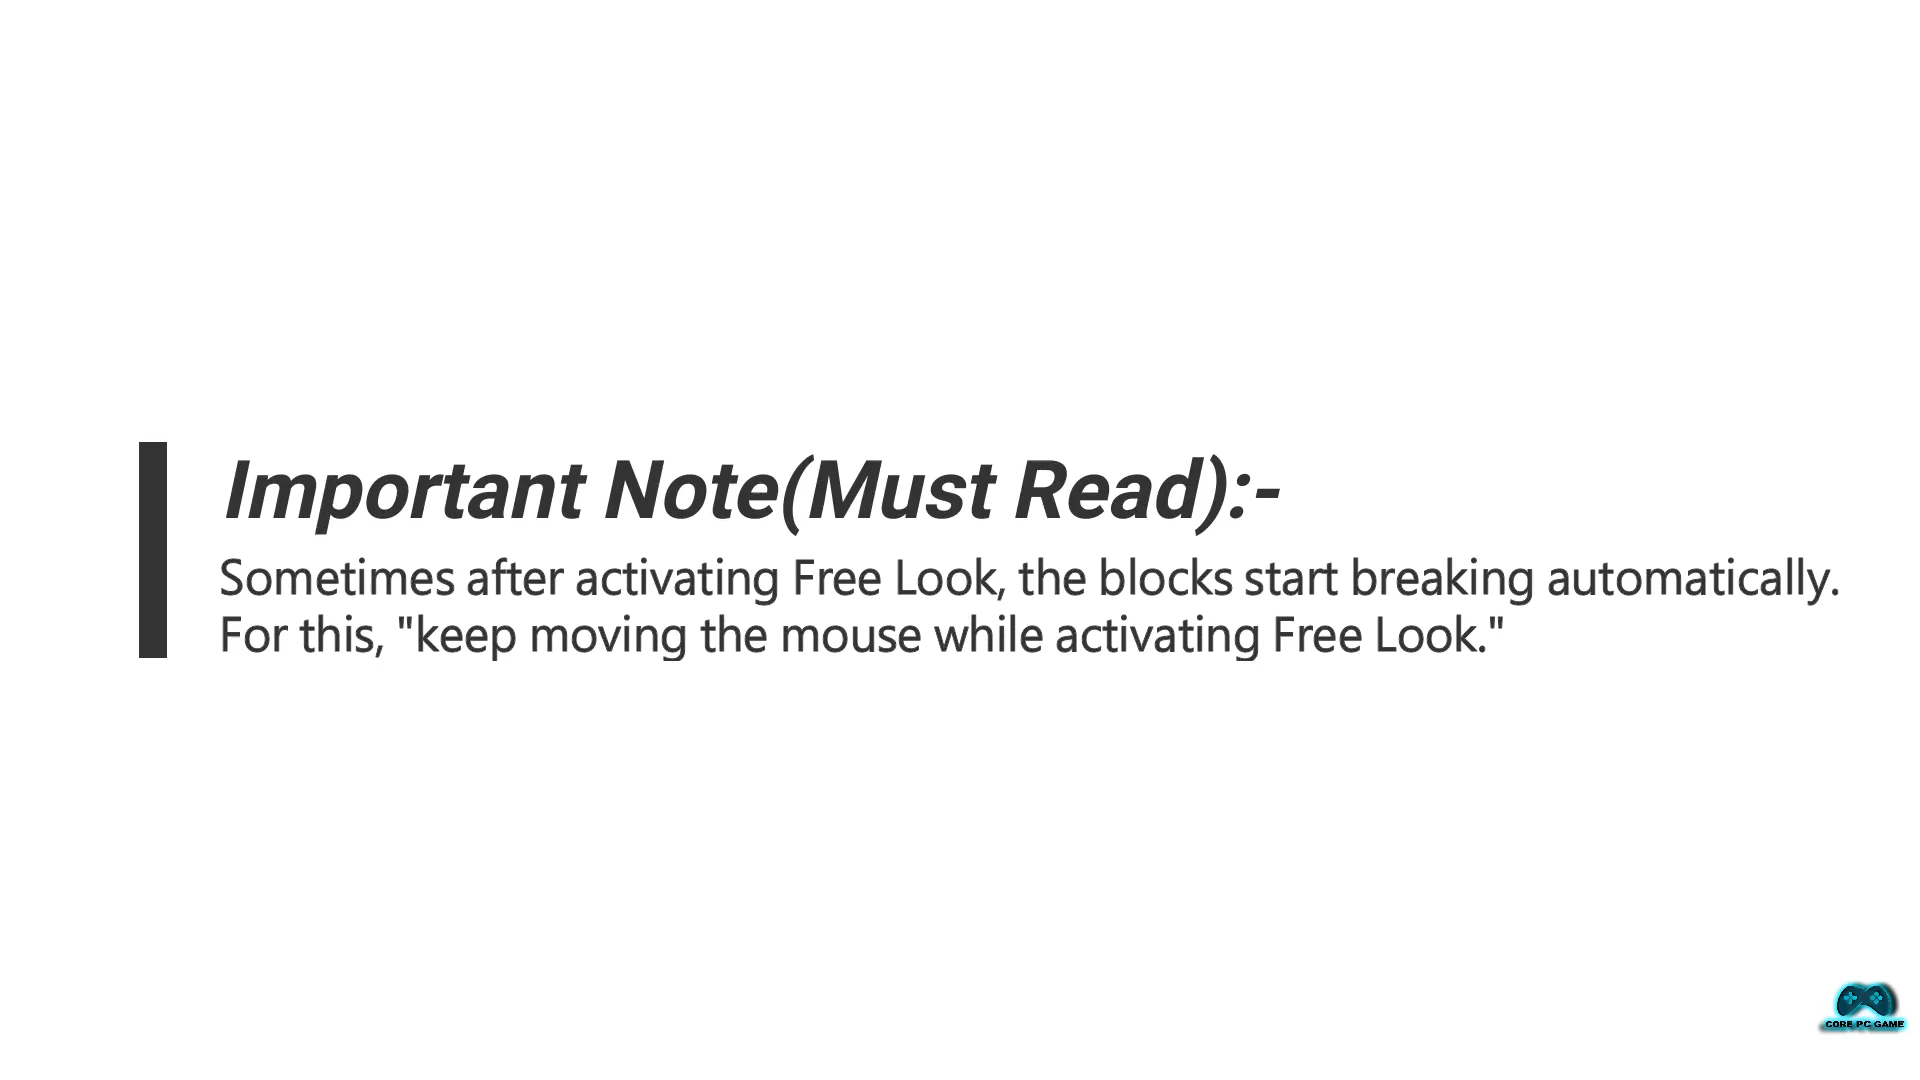 Important Note(Must Read):-
Sometimes after activating Free Look, the blocks start breaking automatically.
For this, "keep moving the mouse while activating Free Look."
CORE PC GAME